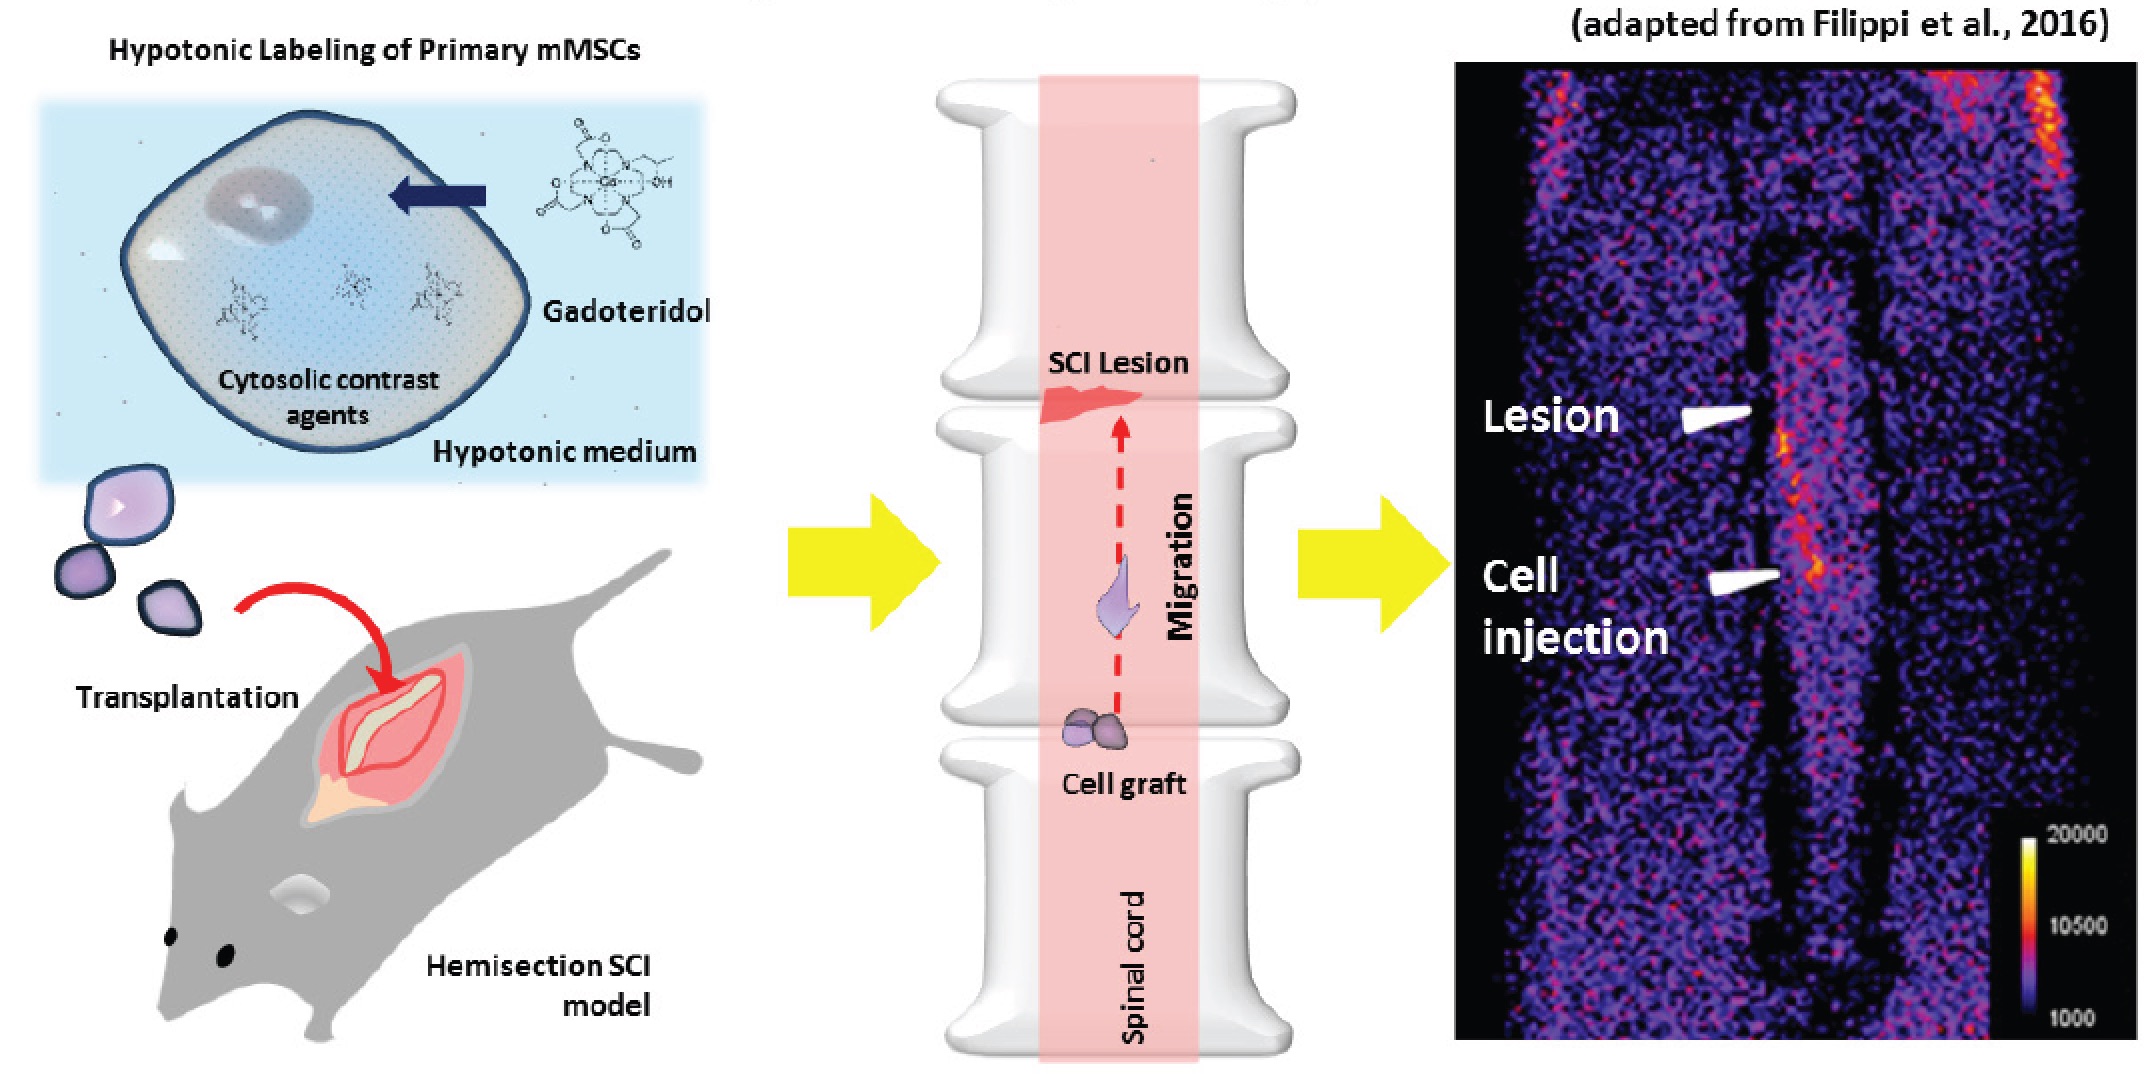 (adapted from Filippi et al., 2016)
Hypotonic Labeling of Primary mMSCs
Gadoteridol
Cytosolic contrast
agents
Hypotonic medium
Transplantation
Hemisection SCI
model
SCI Lesion
Migration
Cell graft
Spinal cord
Lesion
Cell
injection
20000
10500
1000